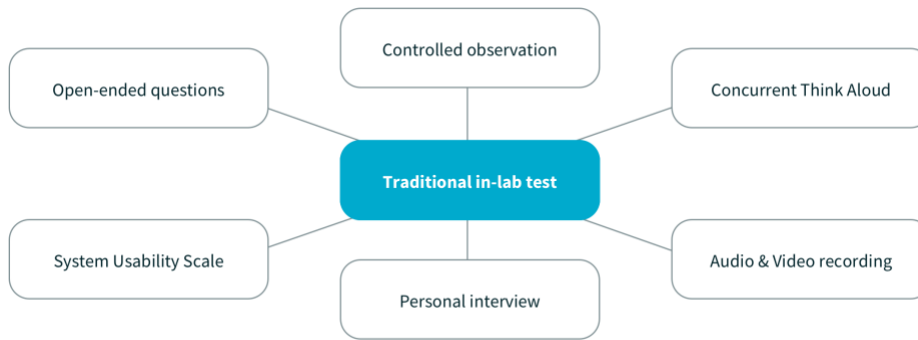 Controlled observation
Open-ended questions
Concurrent Think Aloud
Traditional in-lab test
System Usability Scale
Audio & Video recording
Personal interview